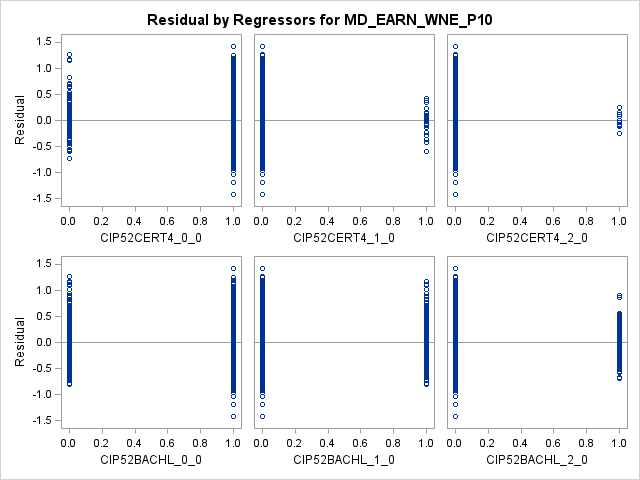 Residual by Regressors for MD_EARN_WNE_P10
Residual
1.5
1.0
0.5
0.0
-0.5
-1.0
-1.5
0.0 0.2 0.4 0.6 0.8 1.0
CIP52CERT4_0_0
0.0 0.2 0.4 0.6 0.8 1.0
CIP52CERT4_1_0
0.0 0.2 0.4 0.6 0.8 1.0
CIP52CERT4_2_0
Residual
1.5
1.0
0.5
0.0
-0.5
-1.0
-1.5
0.0 0.2 0.4 0.6 0.8 1.0
CIP52BACHL_0_0
0.0 0.2 0.4 0.6 0.8 1.0
CIP52BACHL_1_0
0.0 0.2 0.4 0.6 0.8 1.0
CIP52BACHL_2_0